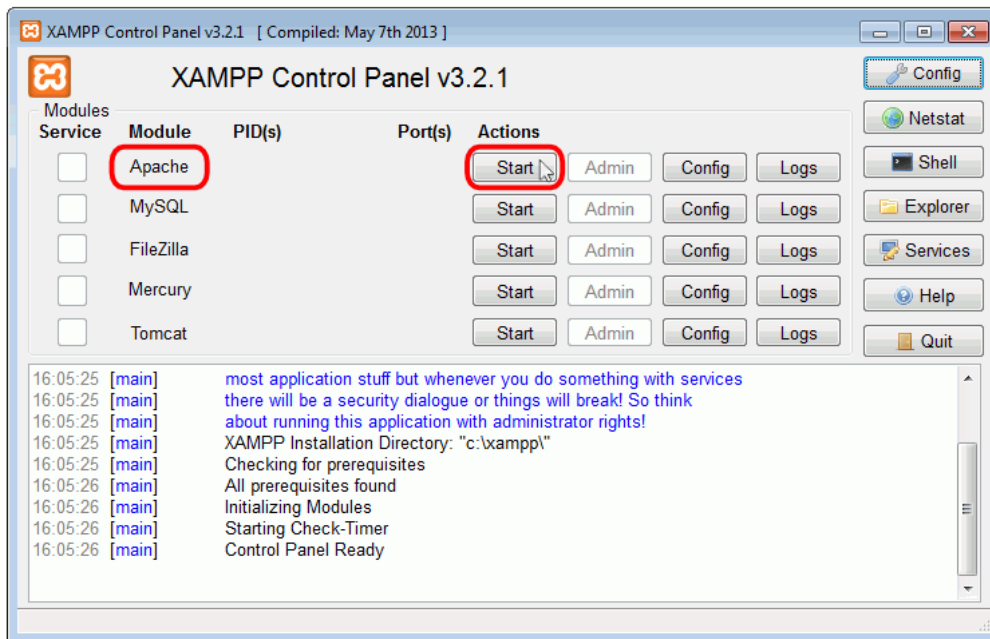 XAMPP Control Panel v3.2.1 [ Compiled: May 7th 2013 ]
XAMPP Control Panel v3.2.1
Config
Modules
Service Module PID(s) Port(s) Actions
Netstat
Apache Start Admin Config Logs
Shell
MySQL Start Admin Config Logs
Explorer
FileZilla Start Admin Config Logs
Services
Mercury Start Admin Config Logs
Help
Tomcat Start Admin Config Logs
Quit
16:05:25 [main] most application stuff but whenever you do something with services
16:05:25 [main] there will be a security dialogue or things will break! So think
16:05:25 [main] about running this application with administrator rights!
16:05:25 [main] XAMPP Installation Directory: "c:\xampp\"
16:05:25 [main] Checking for prerequisites
16:05:26 [main] All prerequisites found
16:05:26 [main] Initializing Modules
16:05:26 [main] Starting Check-Timer
16:05:26 [main] Control Panel Ready